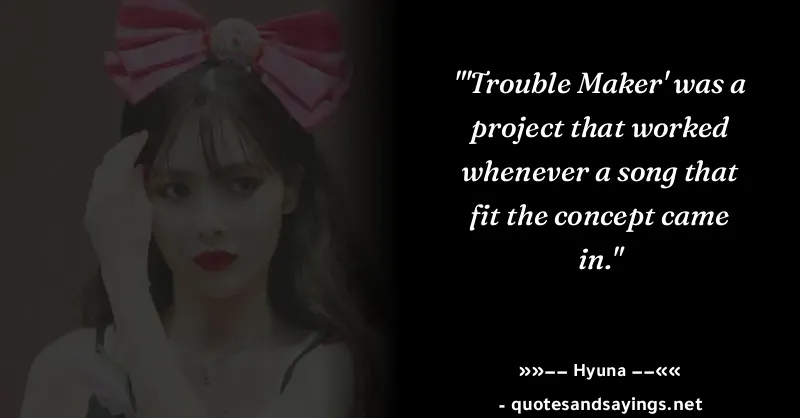 "'Trouble Maker' was a
project that worked
whenever a song that
fit the concept came
in."
»»−− Hyuna −−««
- quotesandsayings.net